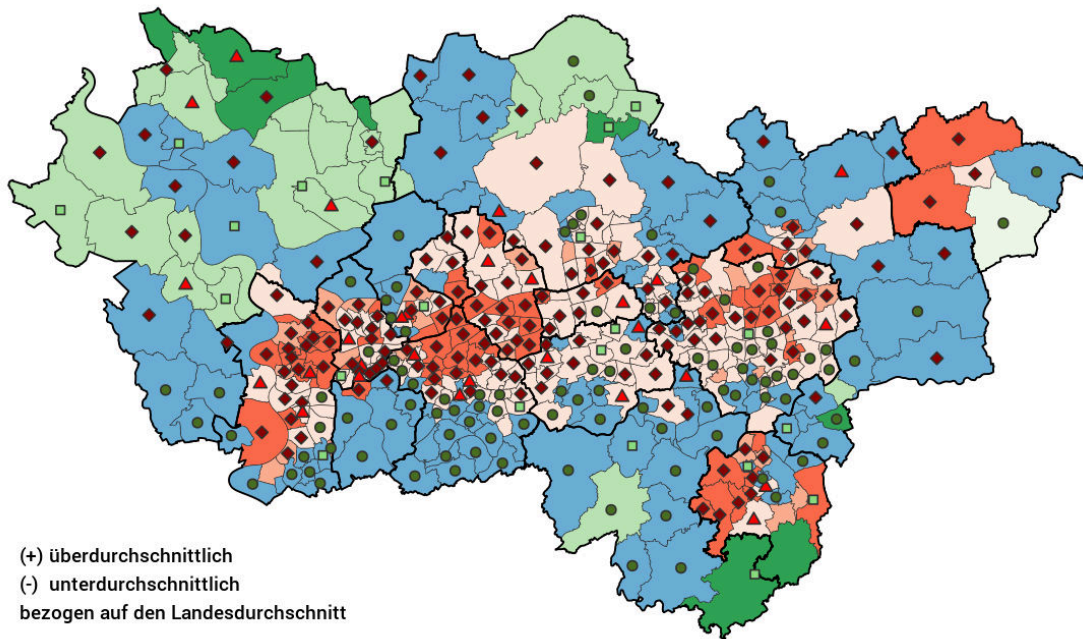 (+) überdurchschnittlich
(-) unterdurchschnittlich
bezogen auf den Landesdurchschnitt